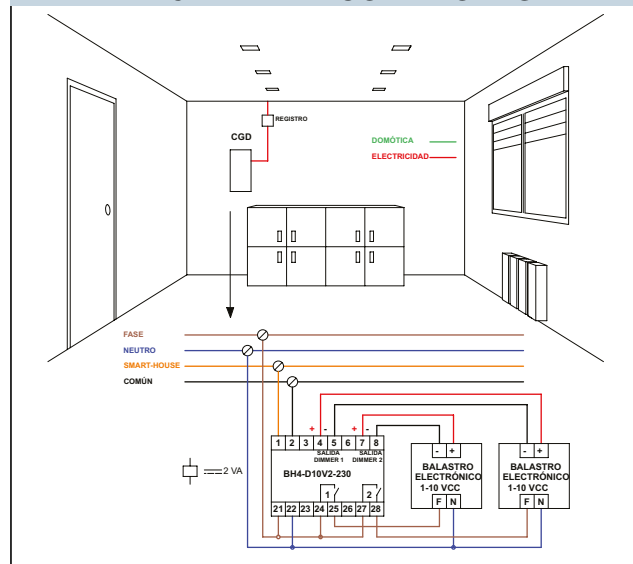 REGISTRO
CGD
DOMÓTICA
ELECTRICIDAD
FASE
NEUTRO
SMART-HOUSE
COMÚN
+ - + -
1 2 3 4 5 6 7 8
SALIDA DIMMER 1
SALIDA DIMMER 2
BH4-D10V2-230
1 2
21 22 23 24 25 26 27 28
2 VA
- +
BALASTRO
ELECTRÓNICO
1-10 VCC
F N
- +
BALASTRO
ELECTRÓNICO
1-10 VCC
F N